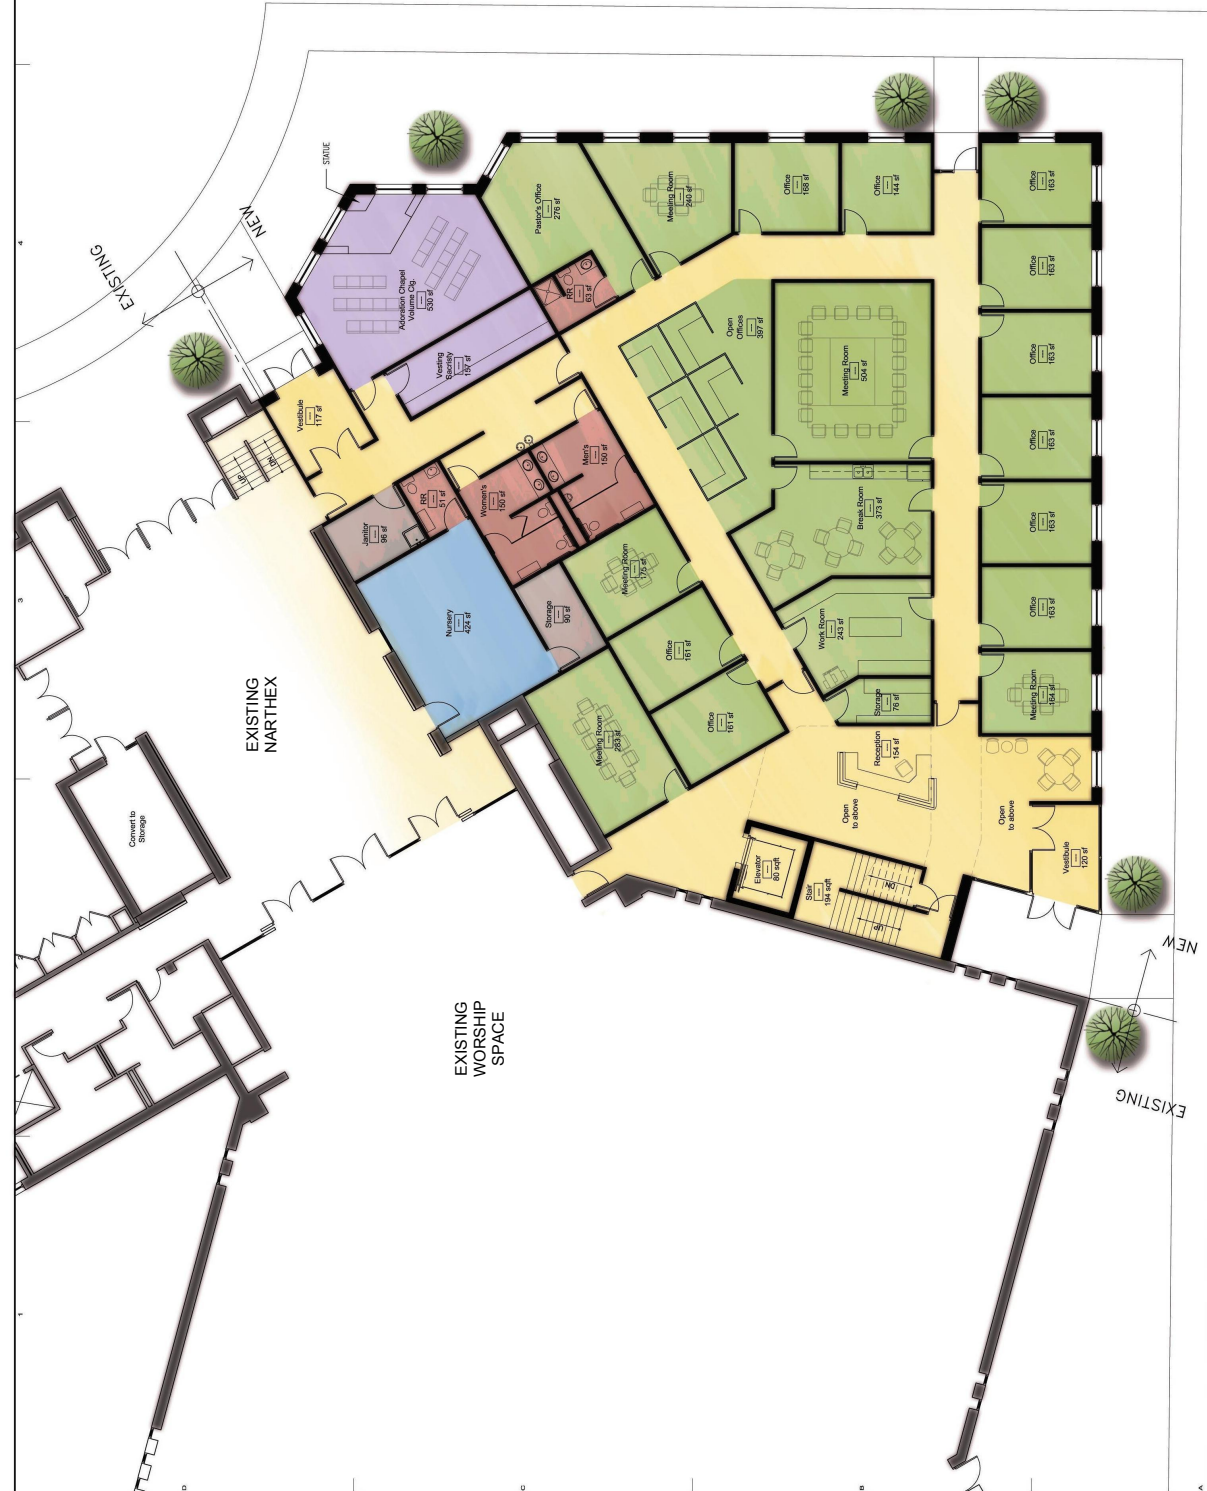 STATUE
EXISTING
NEW
Adoration Chapel
Volume Clg.
530 sf
Vesting
Sacristy
157 sf
Vestibule
117 sf
UP
DN
Pastor's Office
276 sf
RR
63 sf
Meeting Room
240 sf
Office
168 sf
Office
144 sf
Office
163 sf
Office
163 sf
Office
163 sf
Office
163 sf
Office
163 sf
Office
163 sf
Meeting Room
164 sf
Open
Offices
397 sf
Meeting Room
504 sf
Break Room
373 sf
Work Room
243 sf
Storage
76 sf
Reception
154 sf
Open
to above
Open
to above
Vestibule
120 sf
Men's
150 sf
Women's
150 sf
RR
51 sf
Janitor
96 sf
Nursery
424 sf
Storage
90 sf
Meeting Room
175 sf
Office
161 sf
Office
161 sf
Meeting Room
283 sf
Elevator
80 sqft
Stair
194 sqft
DN
UP
EXISTING
NARTHEX
Convert to
Storage
EXISTING
WORSHIP
SPACE
NEW
EXISTING
4
3
2
1
D
C
B
A